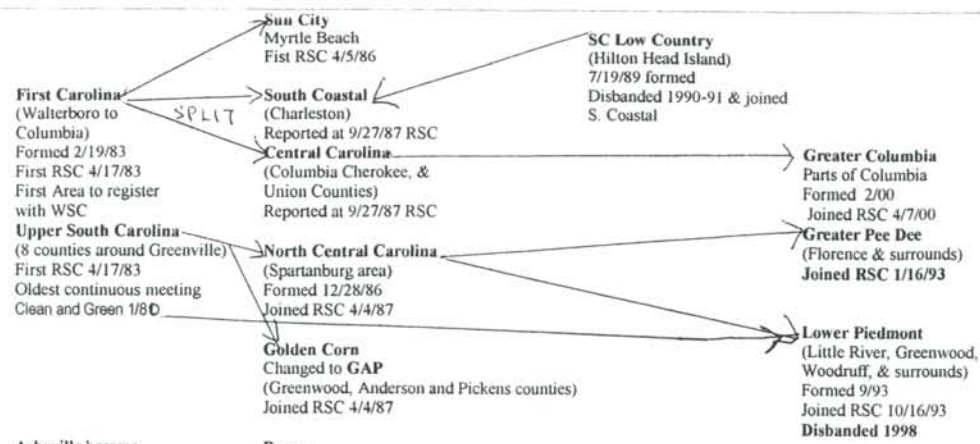 Sun City
Myrtle Beach
Fist RSC 4/5/86
SC Low Country
(Hilton Head Island)
7/19/89 formed
Disbanded 1990-91 & joined
S. Coastal
First Carolina
(Walterboro to
Columbia)
Formed 2/19/83
First RSC 4/17/83
First Area to register
with WSC
SPLIT
South Coastal
(Charleston)
Reported at 9/27/87 RSC
Central Carolina
(Columbia Cherokee, &
Union Counties)
Reported at 9/27/87 RSC
Greater Columbia
Parts of Columbia
Formed 2/00
Joined RSC 4/7/00
Upper South Carolina
(8 counties around Greenville)
First RSC 4/17/83
Oldest continuous meeting
Clean and Green 1/80
North Central Carolina
(Spartanburg area)
Formed 12/28/86
Joined RSC 4/4/87
Greater Pee Dee
(Florence & surrounds)
Joined RSC 1/16/93
Golden Corn
Changed to GAP
(Greenwood, Anderson and Pickens counties)
Joined RSC 4/4/87
Lower Piedmont
(Little River, Greenwood,
Woodruff, & surrounds)
Formed 9/93
Joined RSC 10/16/93
Disbanded 1998